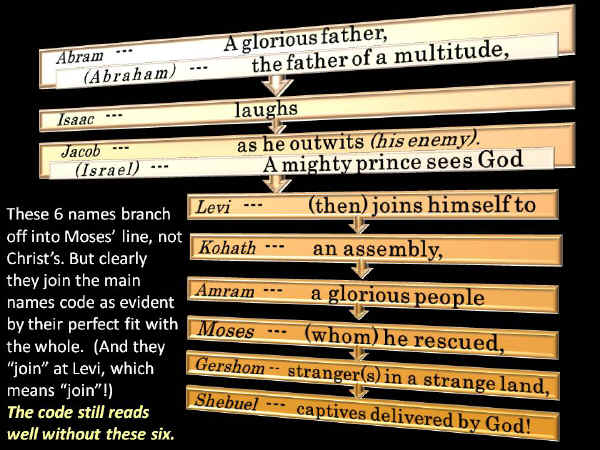 Abram --- A glorious father,
(Abraham) --- the father of a multitude,
Isaac --- laughs
Jacob --- as he outwits (his enemy).
(Israel) --- A mighty prince sees God
Levi --- (then) joins himself to
Kohath --- an assembly,
Amram --- a glorious people
Moses --- (whom) he rescued,
Gershom -- stranger(s) in a strange land,
Shebuel --- captives delivered by God!
These 6 names branch
off into Moses’ line, not
Christ’s. But clearly
they join the main
names code as evident
by their perfect fit with
the whole. (And they
“join” at Levi, which
means “join”!)
The code still reads
well without these six.